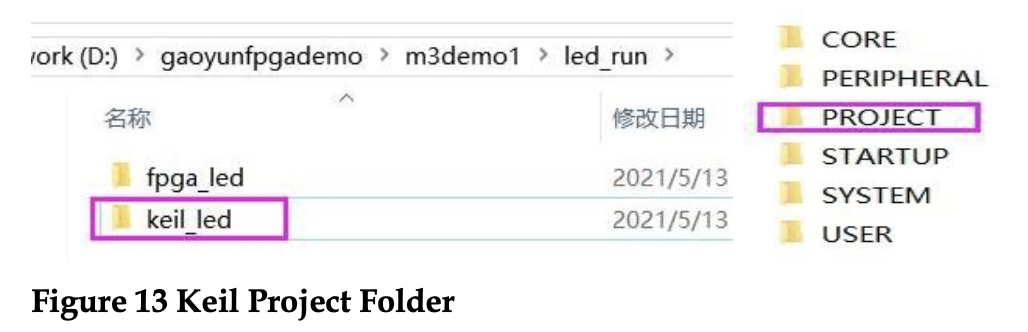 work (D:) > gaoyunfpgademo > m3demo1 > led_run >
名称 修改日期
fpga_led 2021/5/13
keil_led 2021/5/13
CORE
PERIPHERAL
PROJECT
STARTUP
SYSTEM
USER
Figure 13 Keil Project Folder